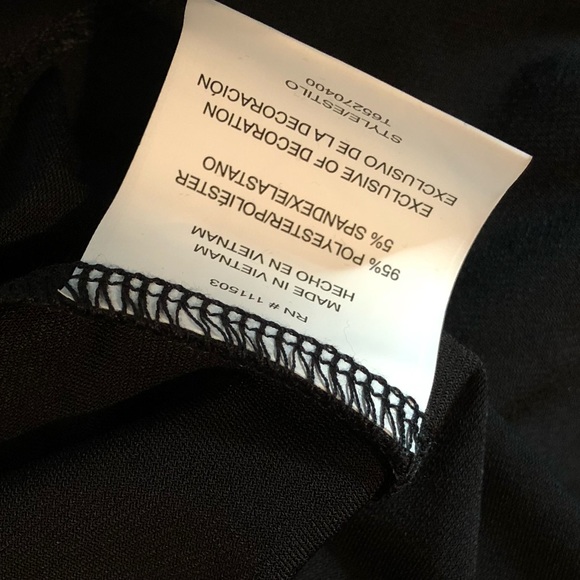 RN # 111503
MADE IN VIETNAM
HECHO EN VIETNAM
95% POLYESTER/POLIÉSTER
5% SPANDEX/ELASTANO
EXCLUSIVE OF DECORATION
EXCLUSIVO DE LA DECORACIÓN
STYLE/ESTILO
T65270400